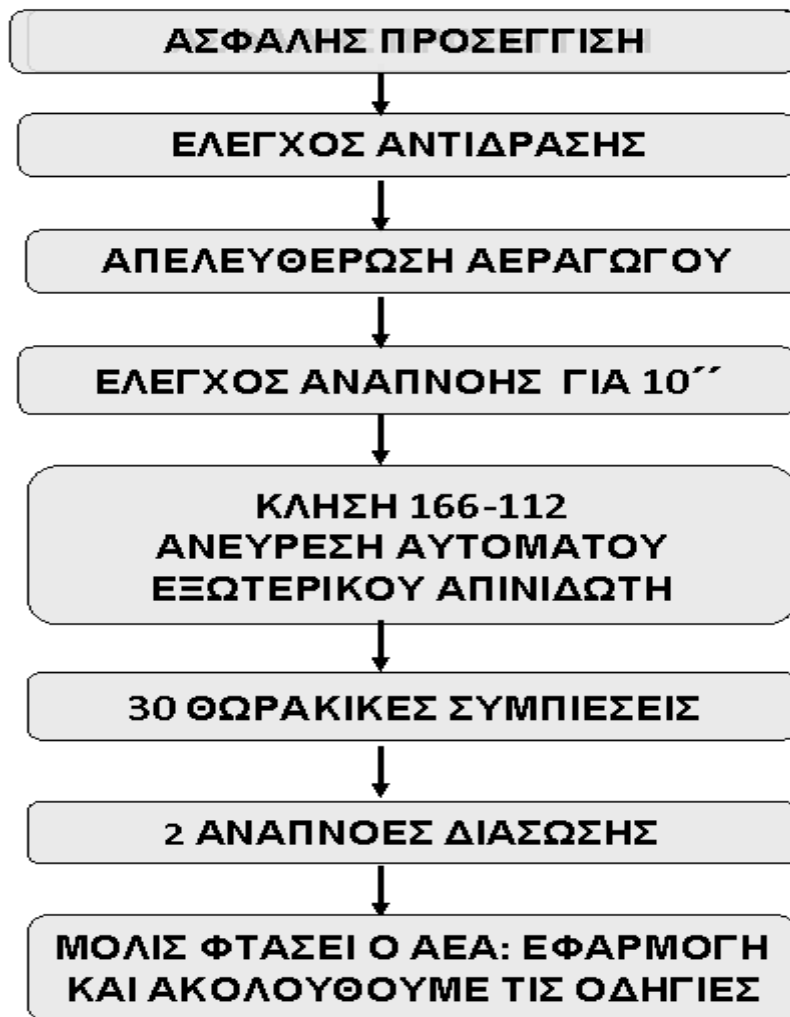 ΑΣΦΑΛΗΣ ΠΡΟΣΕΓΓΙΣΗ
ΕΛΕΓΧΟΣ ΑΝΤΙΔΡΑΣΗΣ
ΑΠΕΛΕΥΘΕΡΩΣΗ ΑΕΡΑΓΩΓΟΥ
ΕΛΕΓΧΟΣ ΑΝΑΠΝΟΗΣ ΓΙΑ 10´´
ΚΛΗΣΗ 166-112
ΑΝΕΥΡΕΣΗ ΑΥΤΟΜΑΤΟΥ
ΕΞΩΤΕΡΙΚΟΥ ΑΠΙΝΙΔΩΤΗ
30 ΘΩΡΑΚΙΚΕΣ ΣΥΜΠΙΕΣΕΙΣ
2 ΑΝΑΠΝΟΕΣ ΔΙΑΣΩΣΗΣ
ΜΟΛΙΣ ΦΤΑΣΕΙ Ο ΑΕΑ: ΕΦΑΡΜΟΓΗ
ΚΑΙ ΑΚΟΛΟΥΘΟΥΜΕ ΤΙΣ ΟΔΗΓΙΕΣ